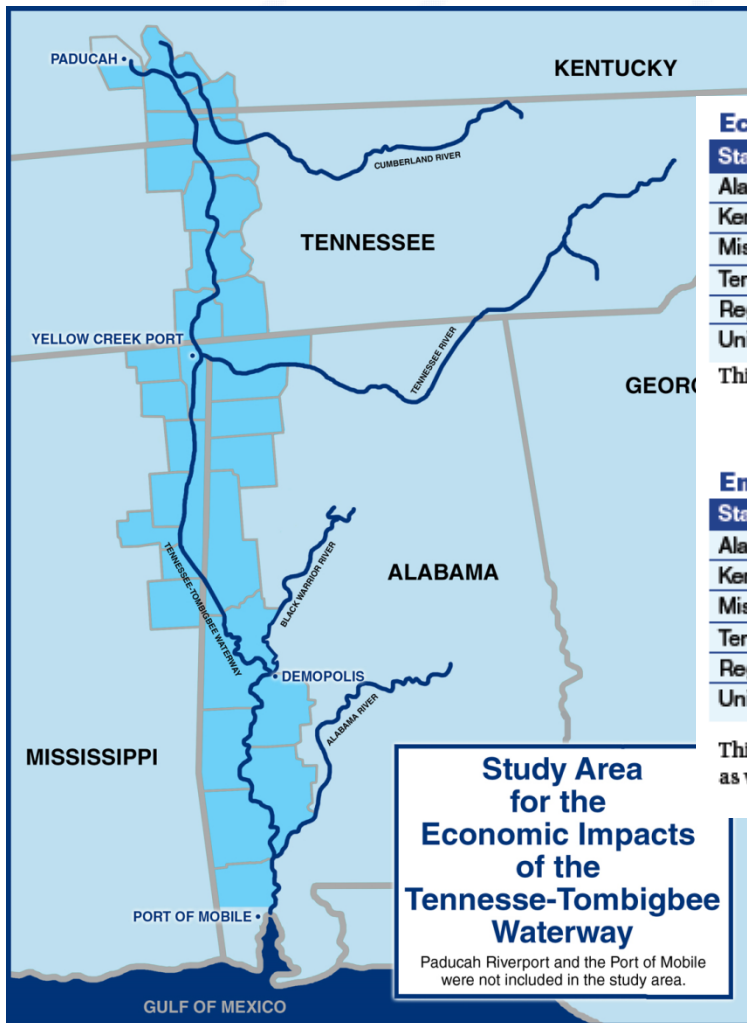 PADUCAH
KENTUCKY
CUMBERLAND RIVER
TENNESSEE
YELLOW CREEK PORT
TENNESSEE RIVER
TENNESSEE-TOMBIGBEE WATERWAY
BLACK WARRIOR RIVER
ALABAMA
DEMOPOLIS
ALABAMA RIVER
MISSISSIPPI
PORT OF MOBILE
GULF OF MEXICO
Study Area
for the
Economic Impacts
of the
Tennesse-Tombigbee
Waterway
Paducah Riverport and the Port of Mobile
were not included in the study area.